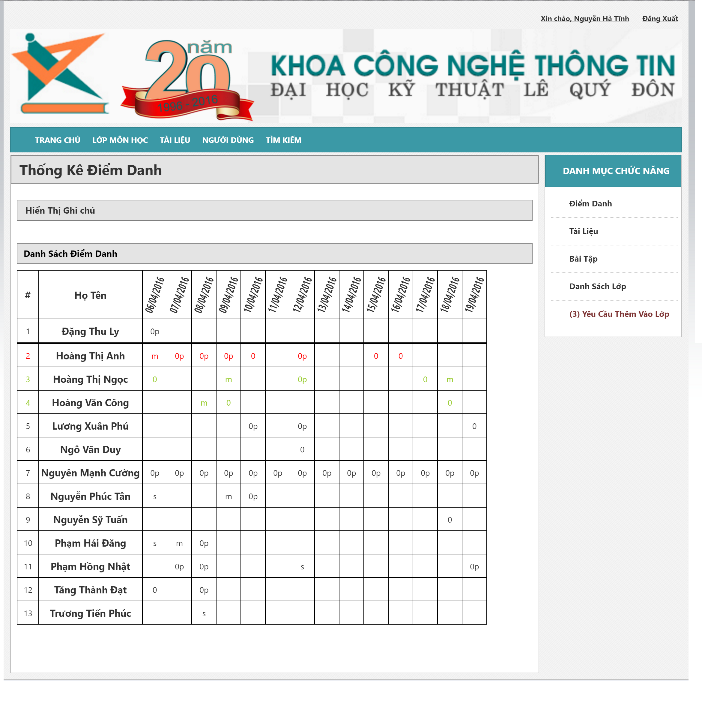 Xin chào, Nguyễn Hà Tĩnh Đăng Xuất
20 năm
KHOA CÔNG NGHỆ THÔNG TIN
ĐẠI HỌC KỸ THUẬT LÊ QUÝ ĐÔN
TRANG CHỦ LỚP MÔN HỌC TÀI LIỆU NGƯỜI DÙNG TÌM KIẾM
Thống Kê Điểm Danh
Hiển Thị Ghi chú
Danh Sách Điểm Danh
# Họ Tên 06/04/2016 07/04/2016 08/04/2016 09/04/2016 10/04/2016 11/04/2016 12/04/2016 13/04/2016 14/04/2016 15/04/2016 16/04/2016 17/04/2016 18/04/2016 19/04/2016
1 Đặng Thu Ly 0p
2 Hoàng Thị Anh m 0p 0p 0p 0 0p 0 0
3 Hoàng Thị Ngọc 0 m 0p 0 m
4 Hoàng Văn Công m 0 0
5 Lương Xuân Phú 0p 0p 0
6 Ngô Văn Duy 0
7 Nguyễn Mạnh Cường 0p 0p 0p 0p 0p 0p 0p 0p 0p 0p 0p 0p 0p 0p
8 Nguyễn Phúc Tân s m 0p
9 Nguyễn Sỹ Tuấn 0
10 Phạm Hải Đăng s m 0p
11 Phạm Hồng Nhật 0p 0p s 0p
12 Tăng Thành Đạt 0 0p
13 Trương Tiến Phúc s
DANH MỤC CHỨC NĂNG
Điểm Danh
Tài Liệu
Bài Tập
Danh Sách Lớp
(3) Yêu Cầu Thêm Vào Lớp